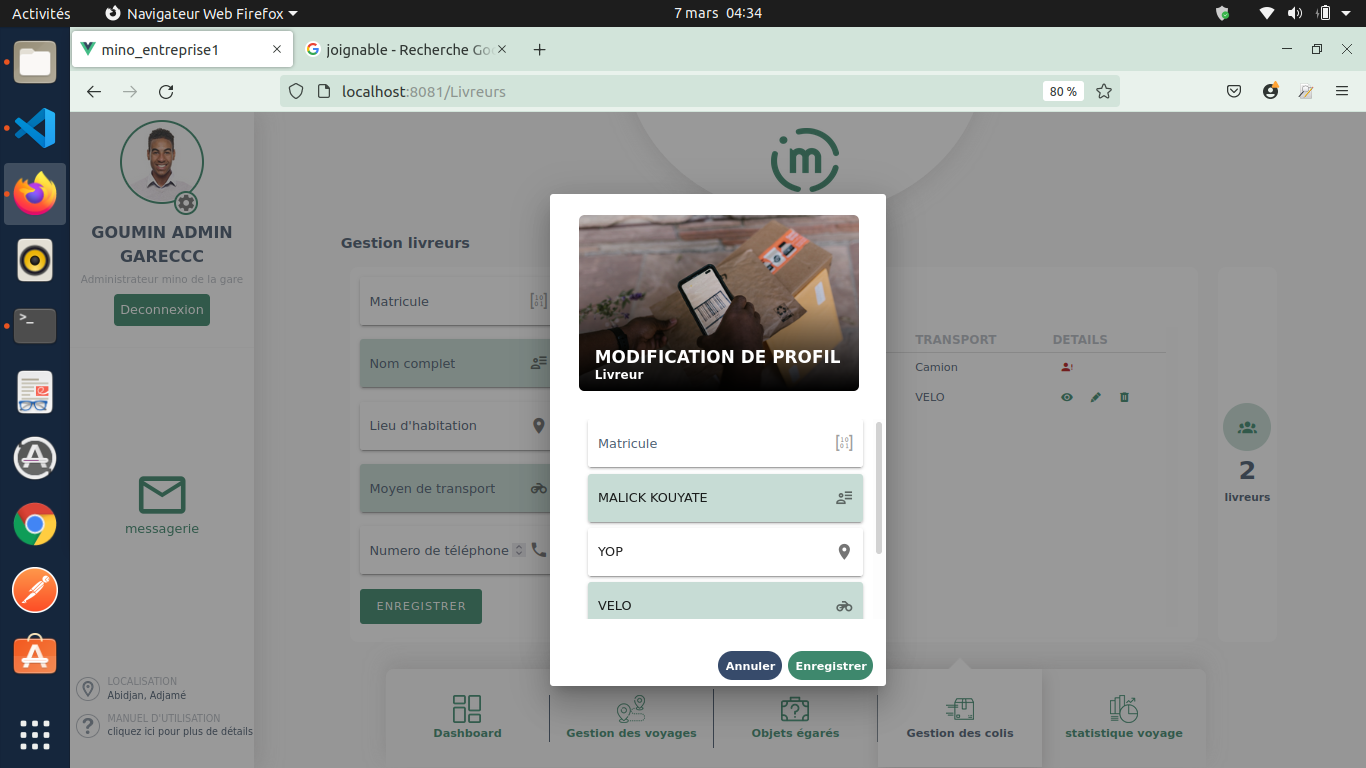 Activités
Navigateur Web Firefox
7 mars 04:34
mino_entreprise1
joignable - Recherche Goo
localhost:8081/Livreurs
80 %
GOUMIN ADMIN
GARECCC
Administrateur mino de la gare
Deconnexion
messagerie
LOCALISATION
Abidjan, Adjamé
MANUEL D'UTILISATION
cliquez ici pour plus de détails
im
Gestion livreurs
Matricule
Nom complet
Lieu d'habitation
Moyen de transport
Numero de téléphone
ENREGISTRER
MODIFICATION DE PROFIL
Livreur
Matricule
MALICK KOUYATE
YOP
VELO
Annuler
Enregistrer
TRANSPORT DETAILS
Camion
VELO
2
livreurs
Dashboard
Gestion des voyages
Objets égarés
Gestion des colis
statistique voyage